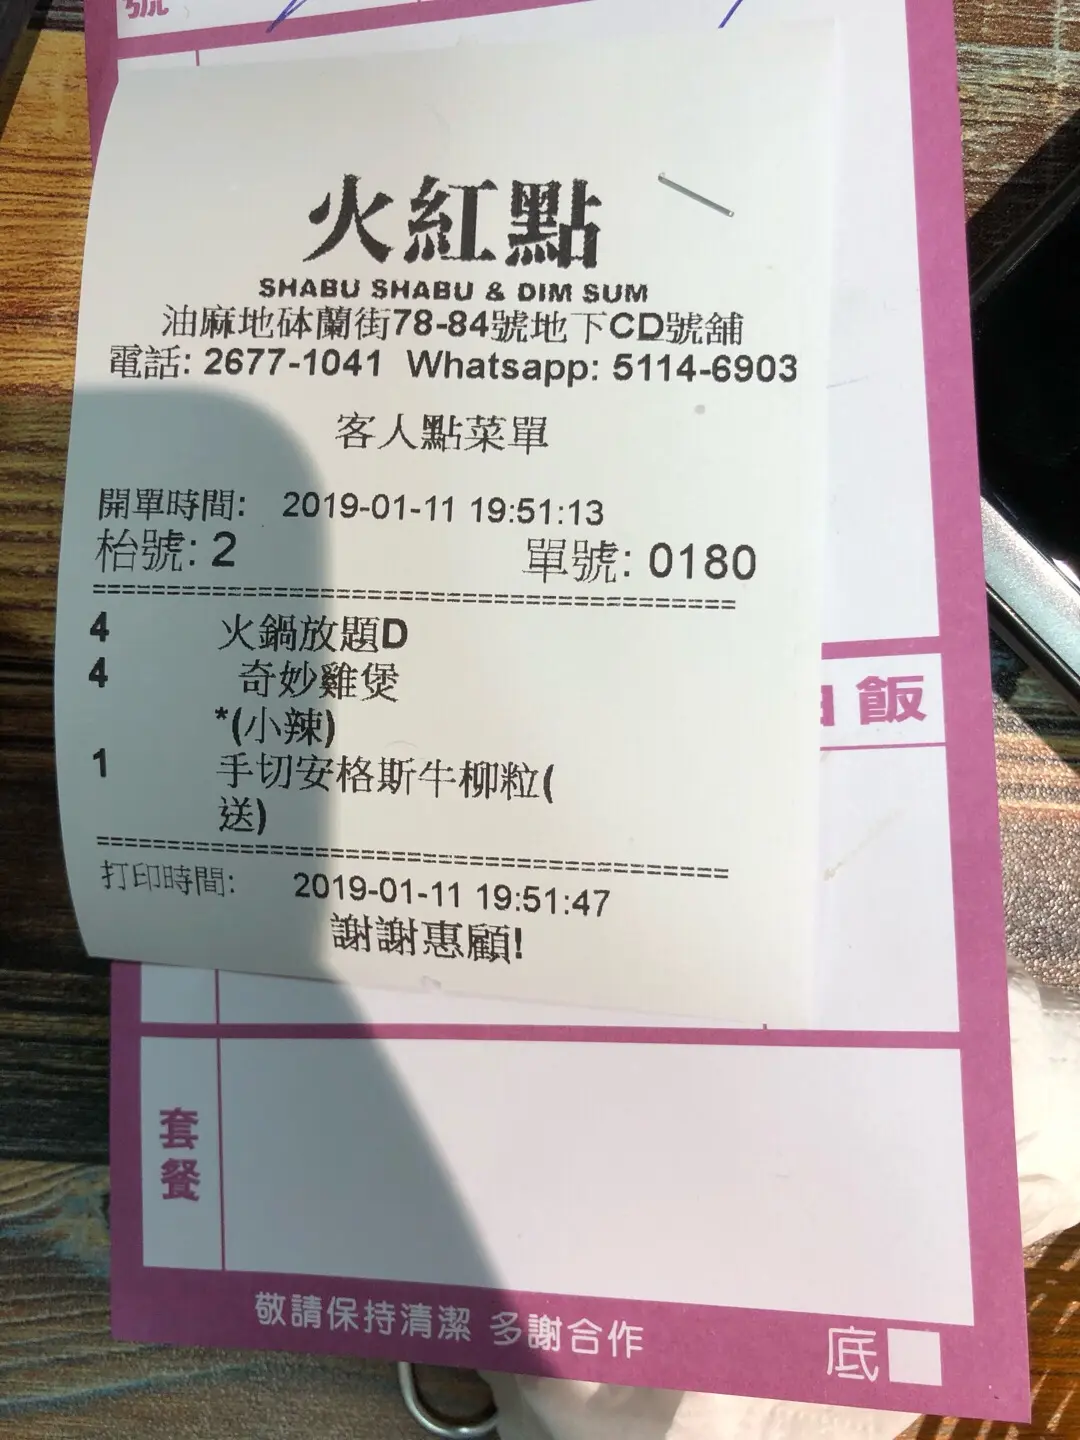 號
火紅點
SHABU SHABU & DIM SUM
油麻地砵蘭街78-84號地下CD號舖
電話: 2677-1041 Whatsapp: 5114-6903
客人點菜單
開單時間: 2019-01-11 19:51:13
枱號: 2 單號: 0180
4 火鍋放題D
4 奇妙雞煲
*(小辣)
1 手切安格斯牛柳粒(
送)
打印時間: 2019-01-11 19:51:47
謝謝惠顧!
飯
套餐
敬請保持清潔 多謝合作
底